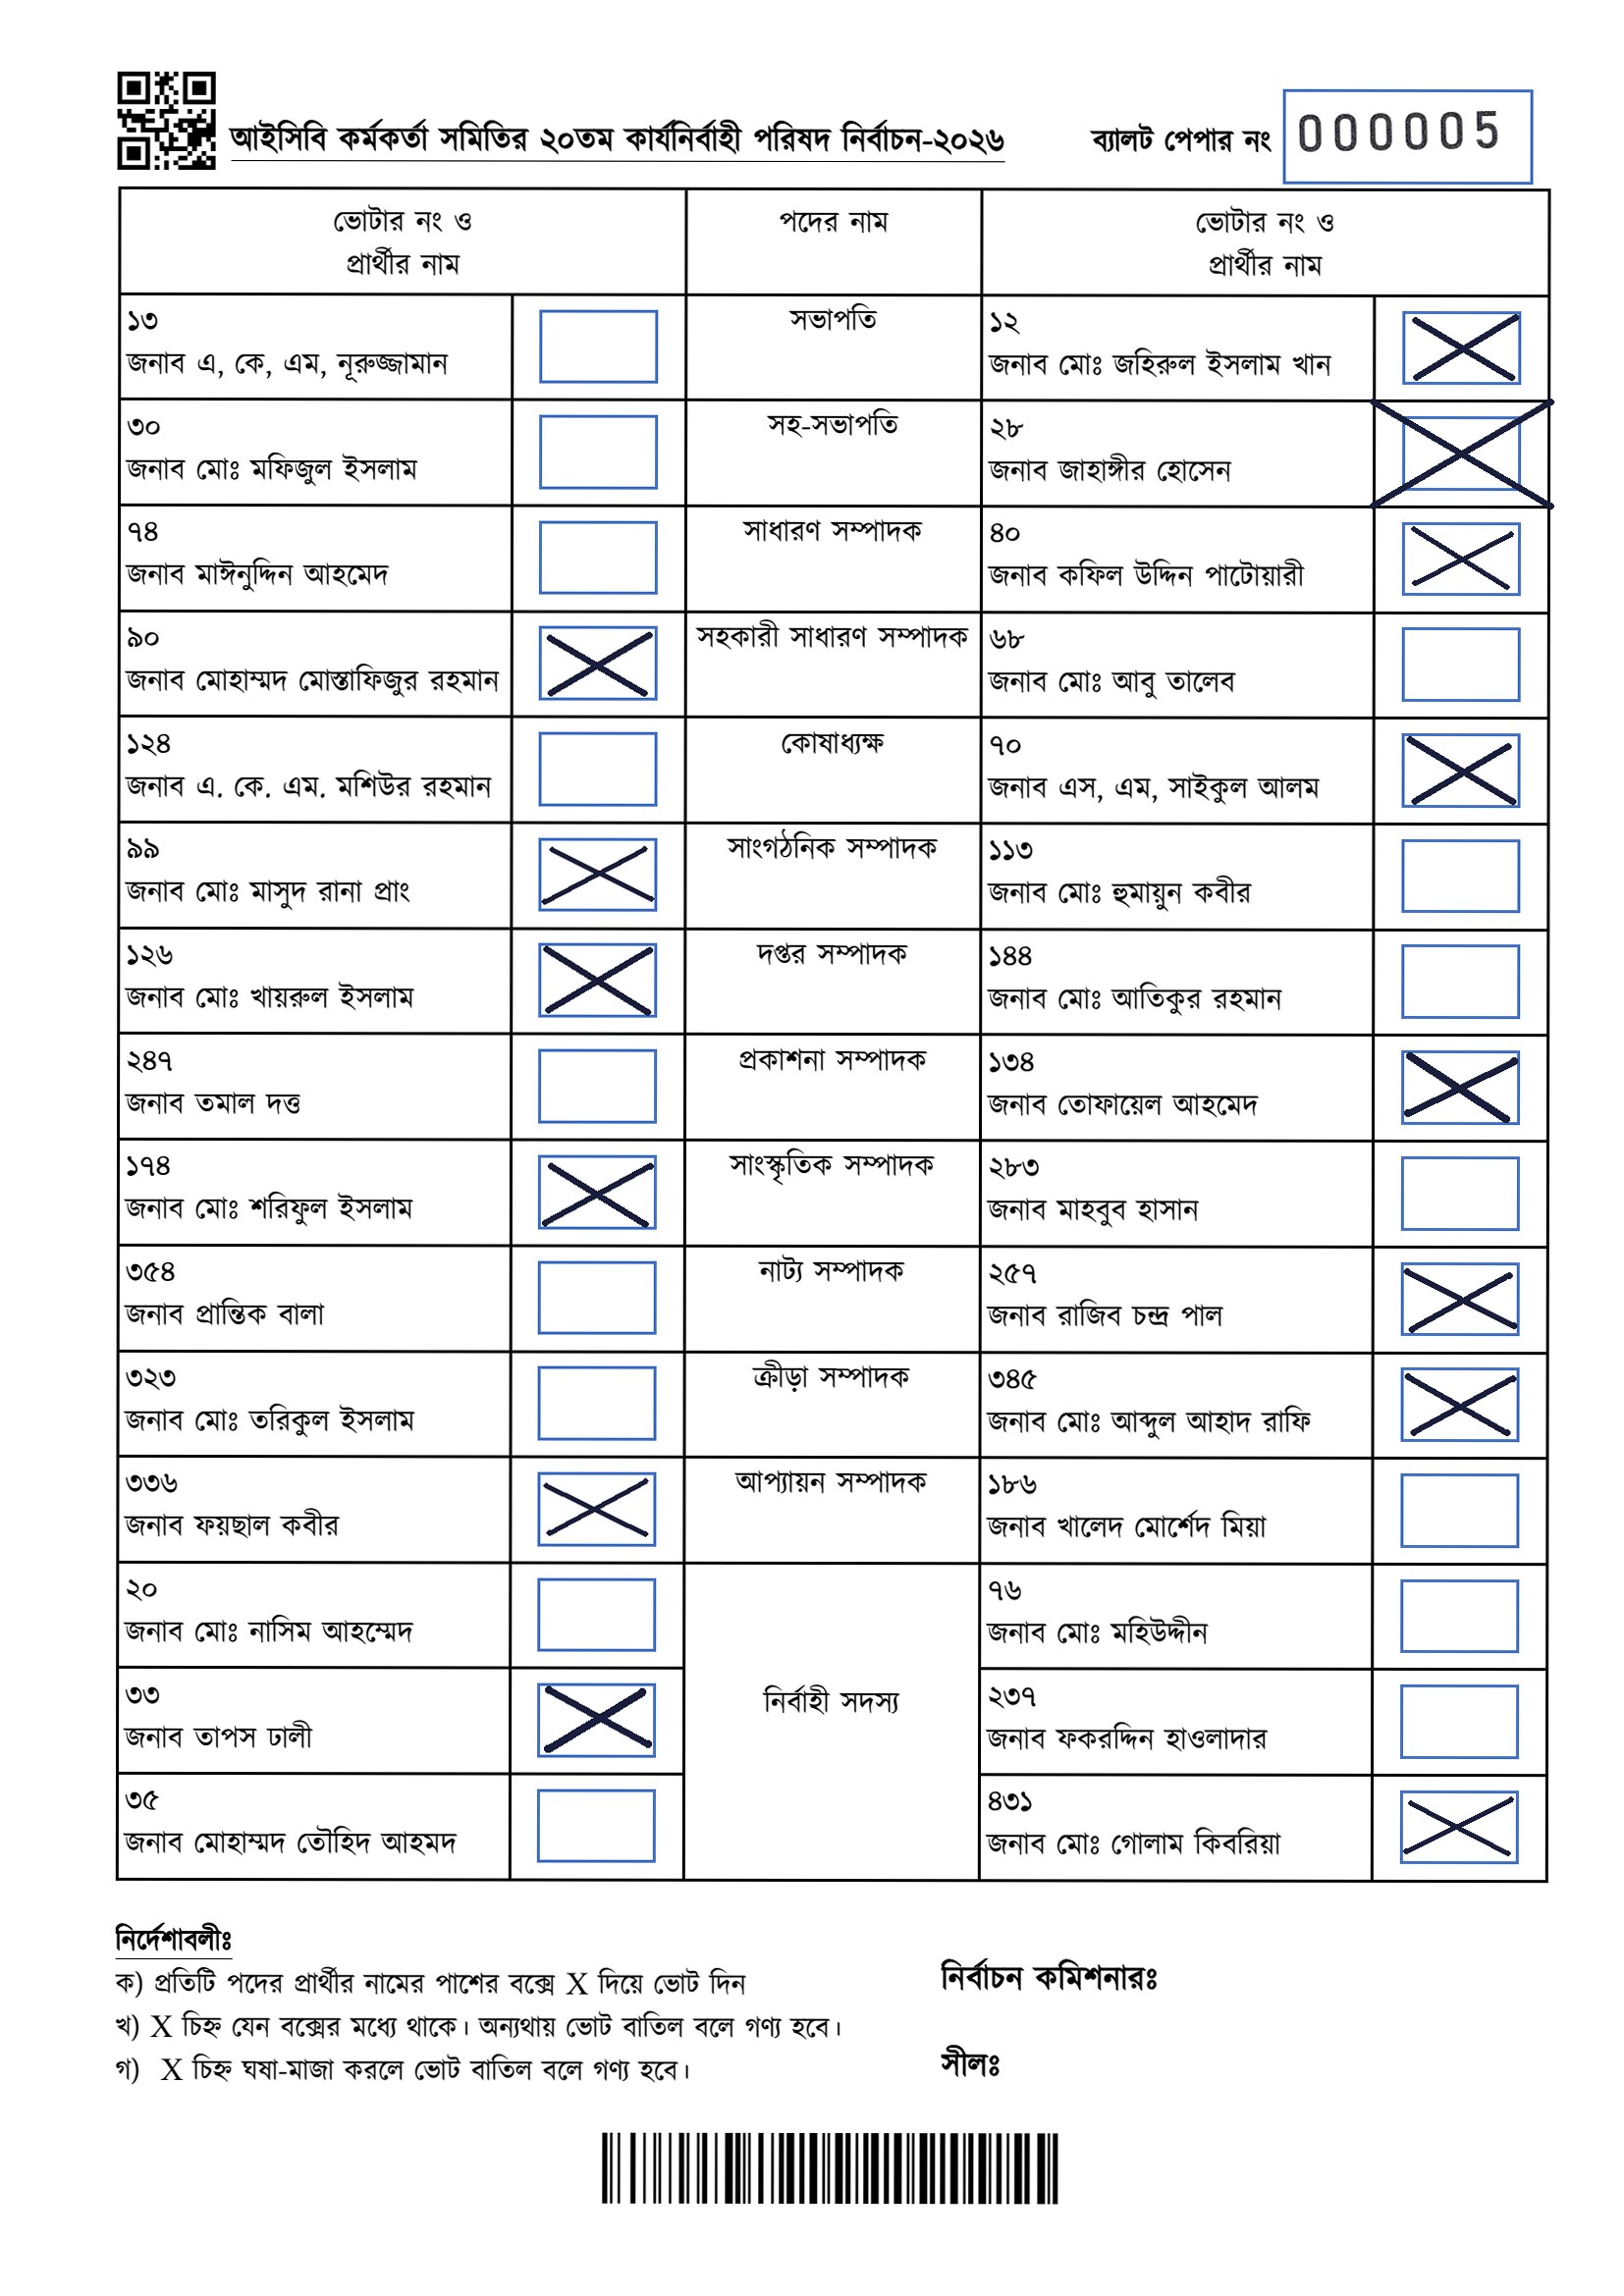 আইসিবি কর্মকর্তা সমিতির ২০তম কার্যনির্বাহী পরিষদ নির্বাচন-২০২৬ ব্যালট পেপার নং 000005
ভোটার নং ও পদের নাম ভোটার নং ও
প্রার্থীর নাম প্রার্থীর নাম
১৩ সভাপতি ১২
জনাব এ, কে, এম, নূরুজ্জামান জনাব মোঃ জহিরুল ইসলাম খান
৩০ সহ-সভাপতি ২৮
জনাব মোঃ মফিজুল ইসলাম জনাব জাহাঙ্গীর হোসেন
৭৪ সাধারণ সম্পাদক ৪০
জনাব মাঈনুদ্দিন আহমেদ জনাব কফিল উদ্দিন পাটোয়ারী
৯০ সহকারী সাধারণ সম্পাদক ৬৮
জনাব মোহাম্মদ মোস্তাফিজুর রহমান জনাব মোঃ আবু তালেব
১২৪ কোষাধ্যক্ষ ৭০
জনাব এ. কে. এম. মশিউর রহমান জনাব এস, এম, সাইকুল আলম
৯৯ সাংগঠনিক সম্পাদক ১১৩
জনাব মোঃ মাসুদ রানা প্রাং জনাব মোঃ হুমায়ুন কবীর
১২৬ দপ্তর সম্পাদক ১৪৪
জনাব মোঃ খায়রুল ইসলাম জনাব মোঃ আতিকুর রহমান
২৪৭ প্রকাশনা সম্পাদক ১৩৪
জনাব তমাল দত্ত জনাব তোফায়েল আহমেদ
১৭৪ সাংস্কৃতিক সম্পাদক ২৮৩
জনাব মোঃ শরিফুল ইসলাম জনাব মাহবুব হাসান
৩৫৪ নাট্য সম্পাদক ২৫৭
জনাব প্রান্তিক বালা জনাব রাজিব চন্দ্র পাল
৩২৩ ক্রীড়া সম্পাদক ৩৪৫
জনাব মোঃ তরিকুল ইসলাম জনাব মোঃ আব্দুল আহাদ রাফি
৩৩৬ আপ্যায়ন সম্পাদক ১৮৬
জনাব ফয়ছাল কবীর জনাব খালেদ মোর্শেদ মিয়া
২০ ৭৬
জনাব মোঃ নাসিম আহম্মেদ জনাব মোঃ মহিউদ্দীন
৩৩ নির্বাহী সদস্য ২৩৭
জনাব তাপস ঢালী জনাব ফকরদ্দিন হাওলাদার
৩৫ ৪৩১
জনাব মোহাম্মদ তৌহিদ আহমদ জনাব মোঃ গোলাম কিবরিয়া
নির্দেশাবলীঃ
ক) প্রতিটি পদের প্রার্থীর নামের পাশের বক্সে X দিয়ে ভোট দিন
নির্বাচন কমিশনারঃ
খ) X চিহ্ন যেন বক্সের মধ্যে থাকে। অন্যথায় ভোট বাতিল বলে গণ্য হবে।
গ) X চিহ্ন ঘষা-মাজা করলে ভোট বাতিল বলে গণ্য হবে।
সীলঃ